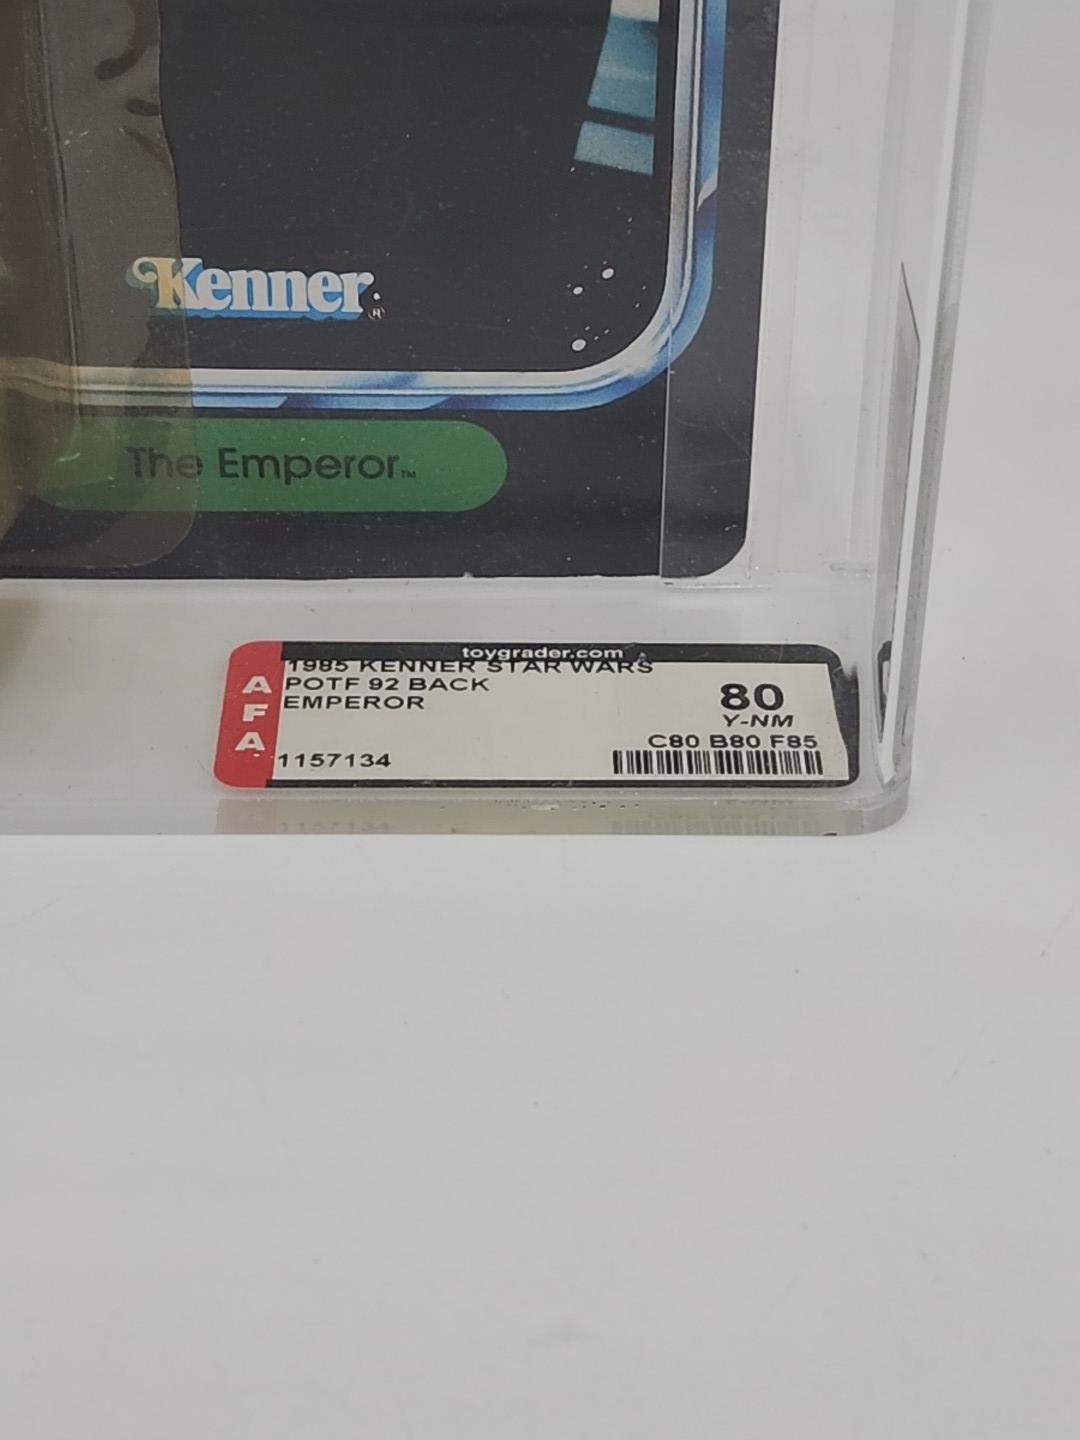 Kenner®
The Emperor™
toygrader.com
1985 KENNER STAR WARS
POTF 92 BACK
EMPEROR
AFA
80
Y-NM
C80 B80 F85
1157134